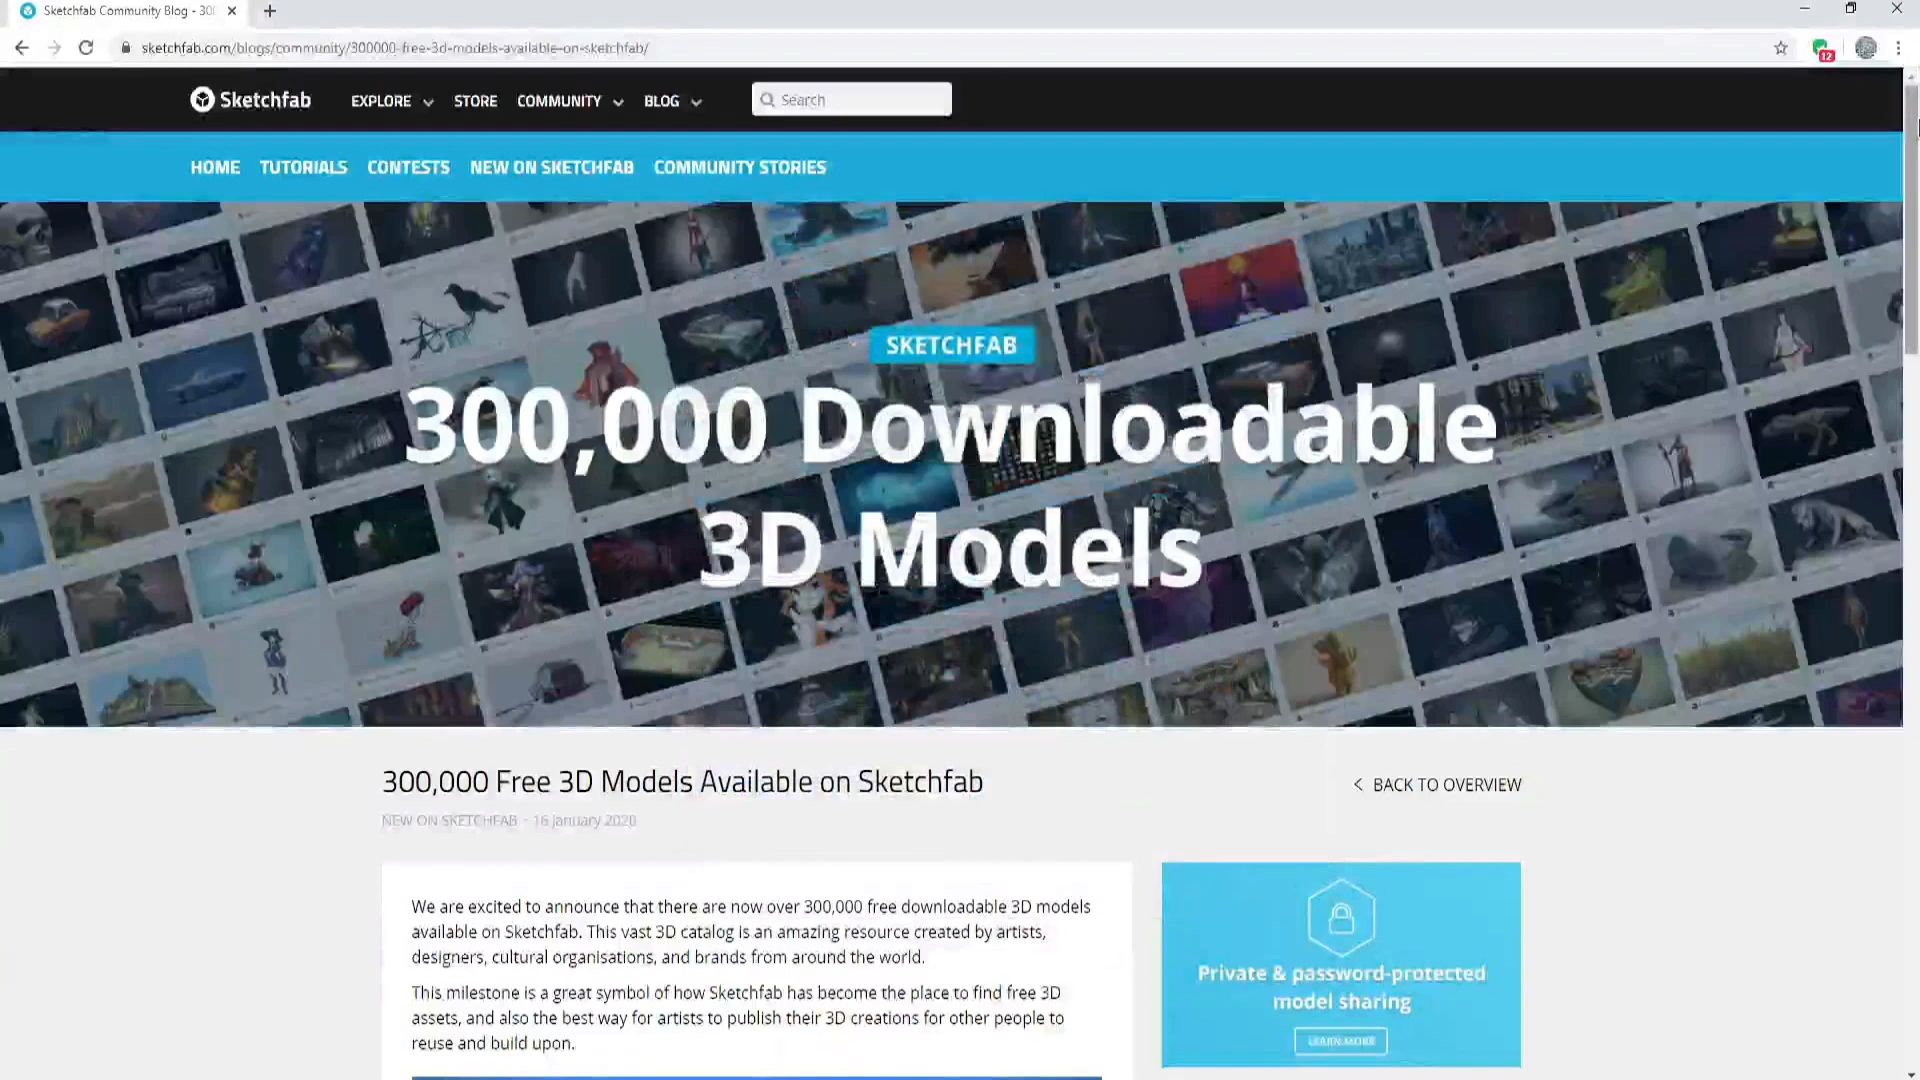 Sketchfab Community Blog - 300
sketchfab.com/blogs/community/300000-free-3d-models-available-on-sketchfab/
12
Sketchfab EXPLORE STORE COMMUNITY BLOG Search
HOME TUTORIALS CONTESTS NEW ON SKETCHFAB COMMUNITY STORIES
SKETCHFAB
300,000 Downloadable
3D Models
300,000 Free 3D Models Available on Sketchfab
BACK TO OVERVIEW
NEW ON SKETCHFAB - 16 January 2020
We are excited to announce that there are now over 300,000 free downloadable 3D models
available on Sketchfab. This vast 3D catalog is an amazing resource created by artists,
designers, cultural organisations, and brands from around the world.
This milestone is a great symbol of how Sketchfab has become the place to find free 3D
assets, and also the best way for artists to publish their 3D creations for other people to
reuse and build upon.
Private & password-protected
model sharing
LEARN MORE